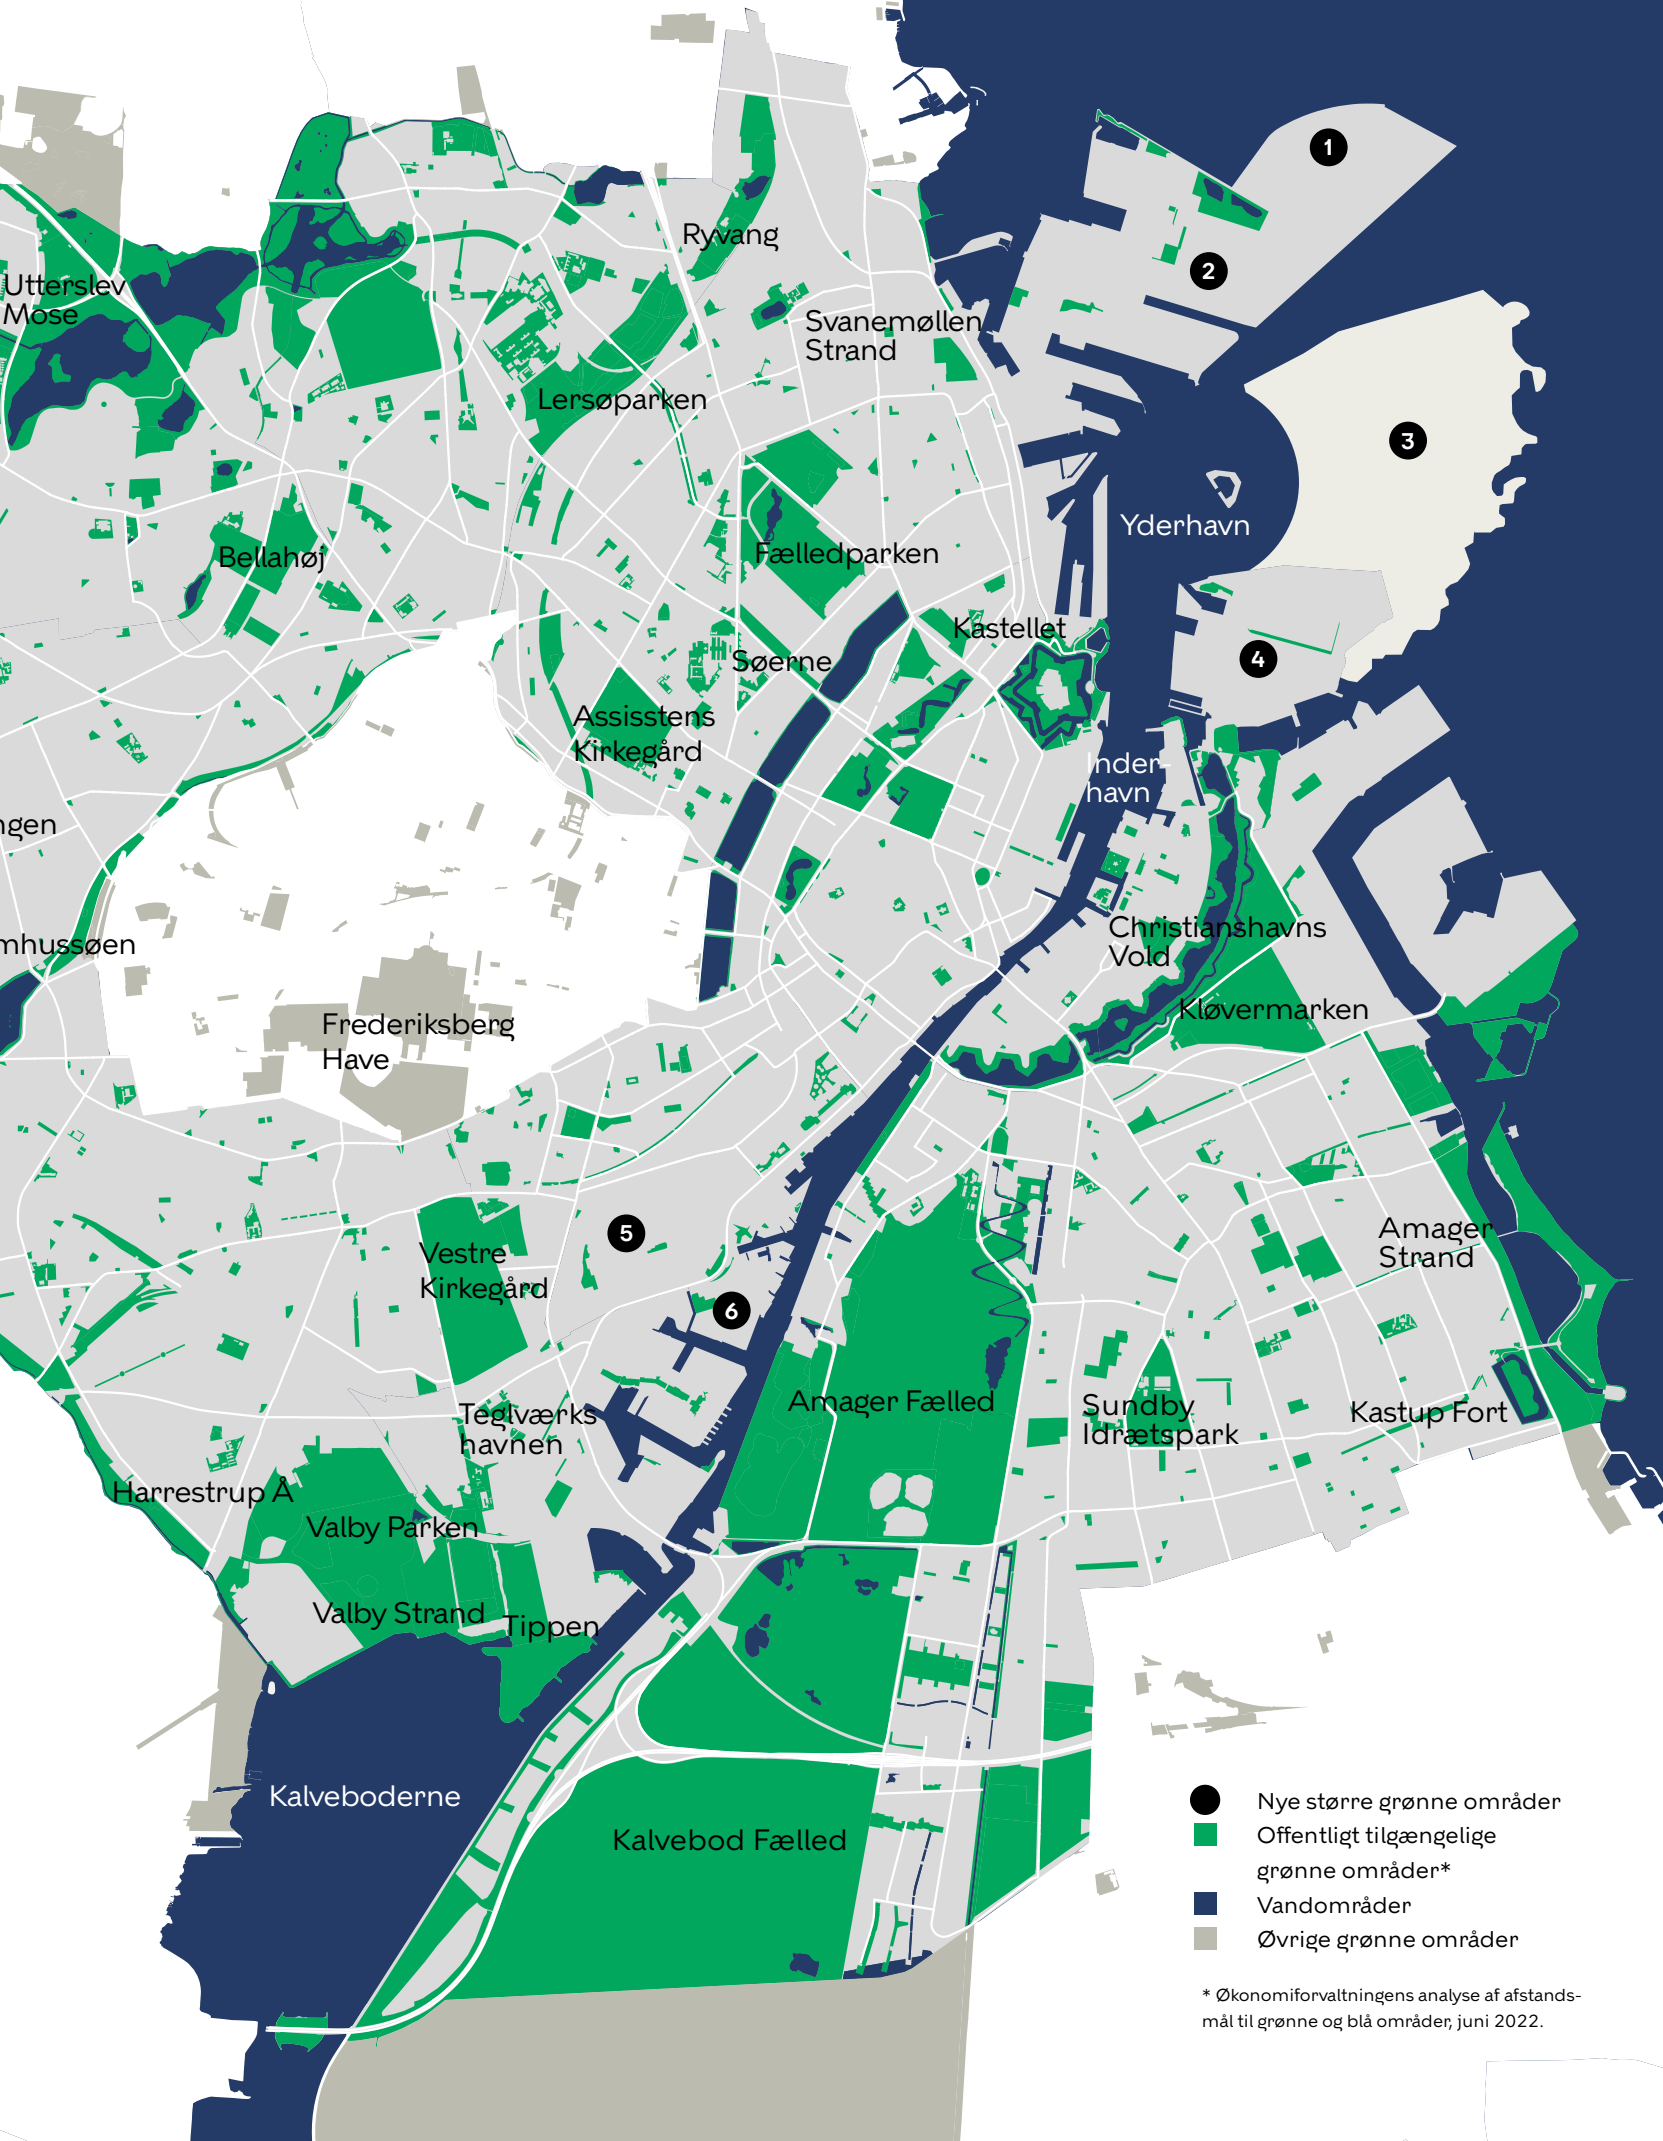 1
2
Ryvang
Utterslev
Mose
Svanemøllen
Strand
Lersøparken
3
Yderhavn
Bellahøj
Fælledparken
Kastellet
Søerne
4
Assisstens
Kirkegård
Inder-
havn
ngen
mhussøen
Christianshavns
Vold
Kløvermarken
Frederiksberg
Have
5
Amager
Strand
Vestre
Kirkegård
6
Amager Fælled
Sundby
Idrætspark
Kastup Fort
Teglværks
havnen
Harrestrup Å
Valby Parken
Valby Strand
Tippen
Kalveboderne
Kalvebod Fælled
Nye større grønne områder
Offentligt tilgængelige
grønne områder*
Vandområder
Øvrige grønne områder
* Økonomiforvaltningens analyse af afstands-
mål til grønne og blå områder, juni 2022.